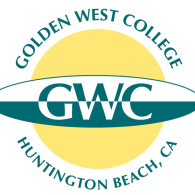 GOLDEN WEST COLLEGE
GWC
HUNTINGTON BEACH, CA